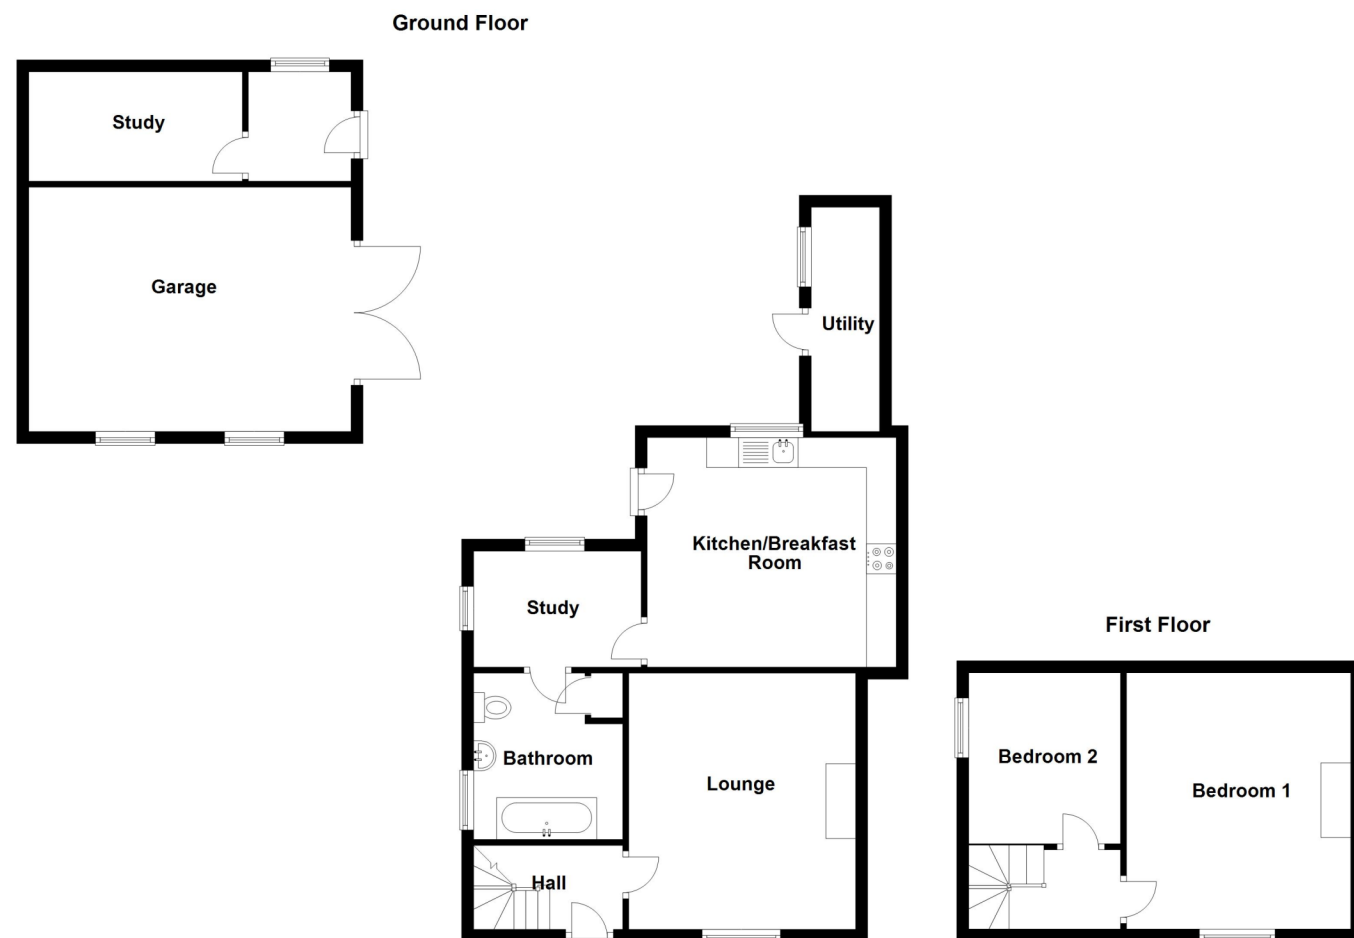 Ground Floor
Study
Garage
Utility
Kitchen/Breakfast
Room
Study
Bathroom
Lounge
Hall
First Floor
Bedroom 2
Bedroom 1